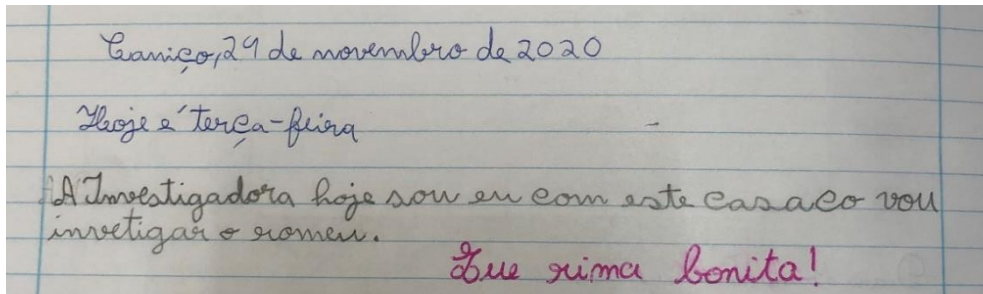 Caniço, 24 de novembro de 2020
Hoje é terça-feira
A Investigadora hoje sou eu com este casaco vou
invetigar o romeu.
Que rima bonita!